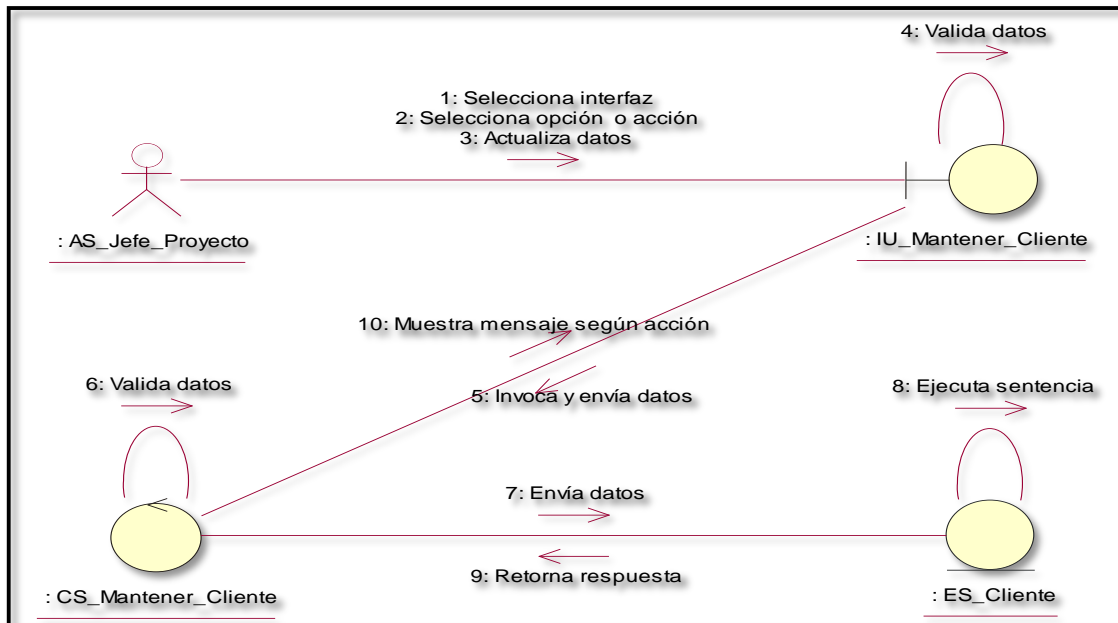 4: Valida datos
1: Selecciona interfaz
2: Selecciona opción o acción
3: Actualiza datos
: AS_Jefe_Proyecto
: IU_Mantener_Cliente
10: Muestra mensaje según acción
5: Invoca y envía datos
6: Valida datos
8: Ejecuta sentencia
7: Envía datos
9: Retorna respuesta
: CS_Mantener_Cliente
: ES_Cliente